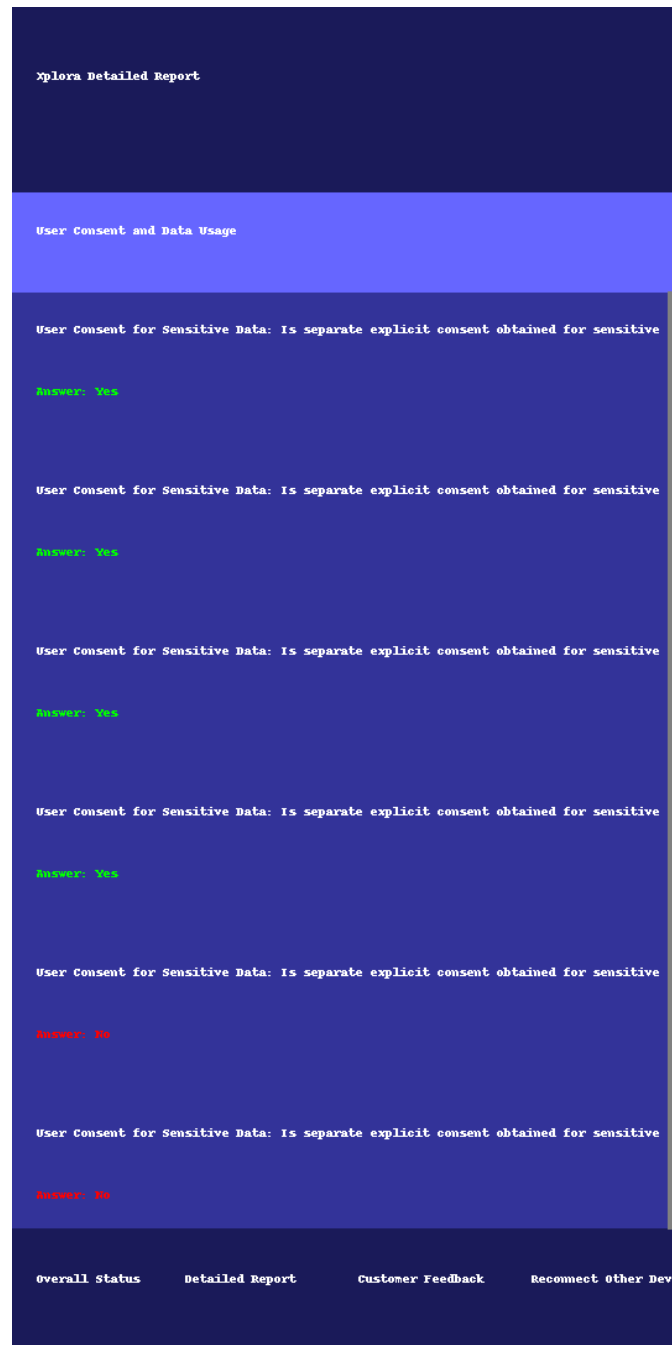 Xplora Detailed Report
User Consent and Data Usage
User Consent for Sensitive Data: Is separate explicit consent obtained for sensitive
Answer: Yes
User Consent for Sensitive Data: Is separate explicit consent obtained for sensitive
Answer: Yes
User Consent for Sensitive Data: Is separate explicit consent obtained for sensitive
Answer: Yes
User Consent for Sensitive Data: Is separate explicit consent obtained for sensitive
Answer: Yes
User Consent for Sensitive Data: Is separate explicit consent obtained for sensitive
Answer: No
User Consent for Sensitive Data: Is separate explicit consent obtained for sensitive
Answer: No
Overall Status Detailed Report Customer Feedback Reconnect Other Dev